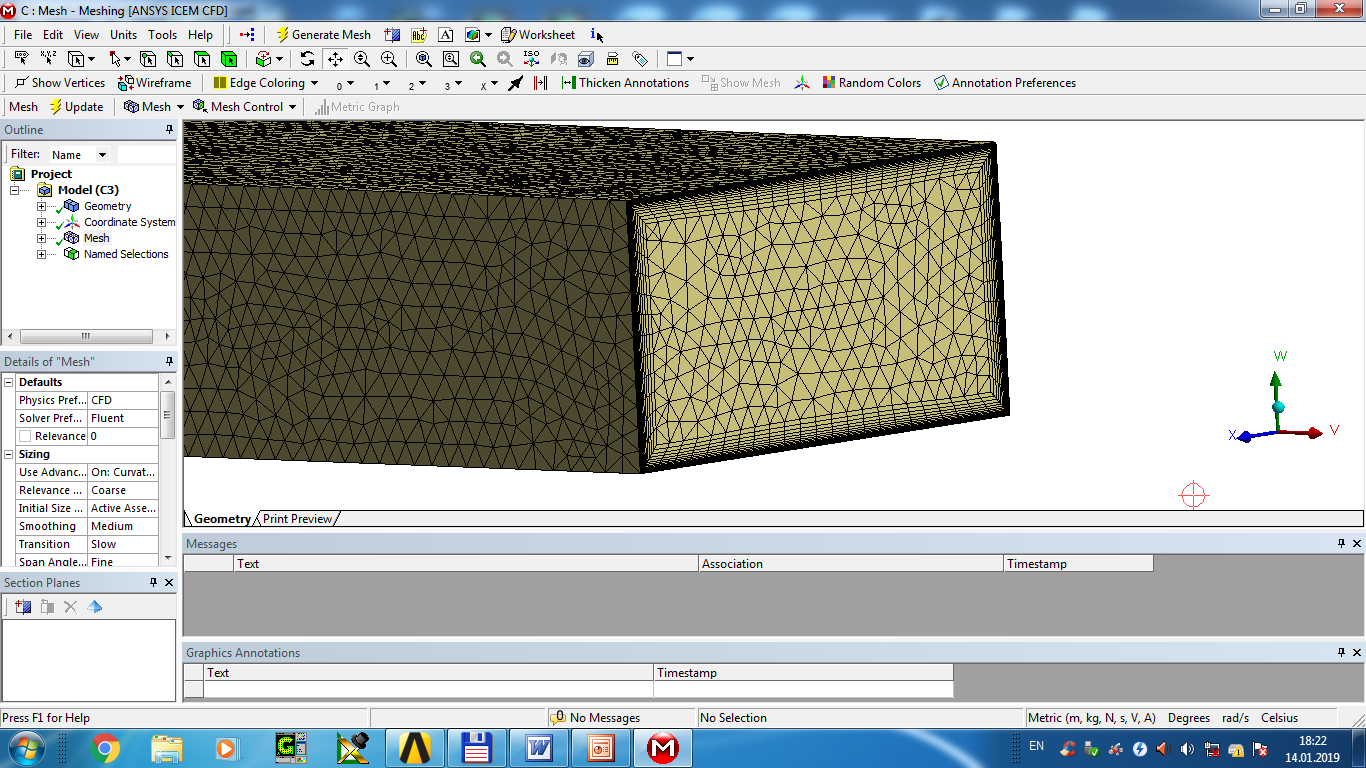 C : Mesh - Meshing [ANSYS ICEM CFD]
File Edit View Units Tools Help Generate Mesh Worksheet
Show Vertices Wireframe Edge Coloring 0 1 2 3 X Thicken Annotations Show Mesh Random Colors Annotation Preferences
Mesh Update Mesh Mesh Control Metric Graph
Outline
Filter: Name
Project
Model (C3)
Geometry
Coordinate System
Mesh
Named Selections
Details of "Mesh"
Defaults
Physics Pref... CFD
Solver Pref... Fluent
Relevance 0
Sizing
Use Advanc... On: Curvat...
Relevance ... Coarse
Initial Size ... Active Asse...
Smoothing Medium
Transition Slow
Span Angle... Fine
Section Planes
W
X
V
Geometry Print Preview
Messages
Text Association Timestamp
Graphics Annotations
Text Timestamp
Press F1 for Help 0 No Messages No Selection Metric (m, kg, N, s, V, A) Degrees rad/s Celsius
EN 18:22
14.01.2019